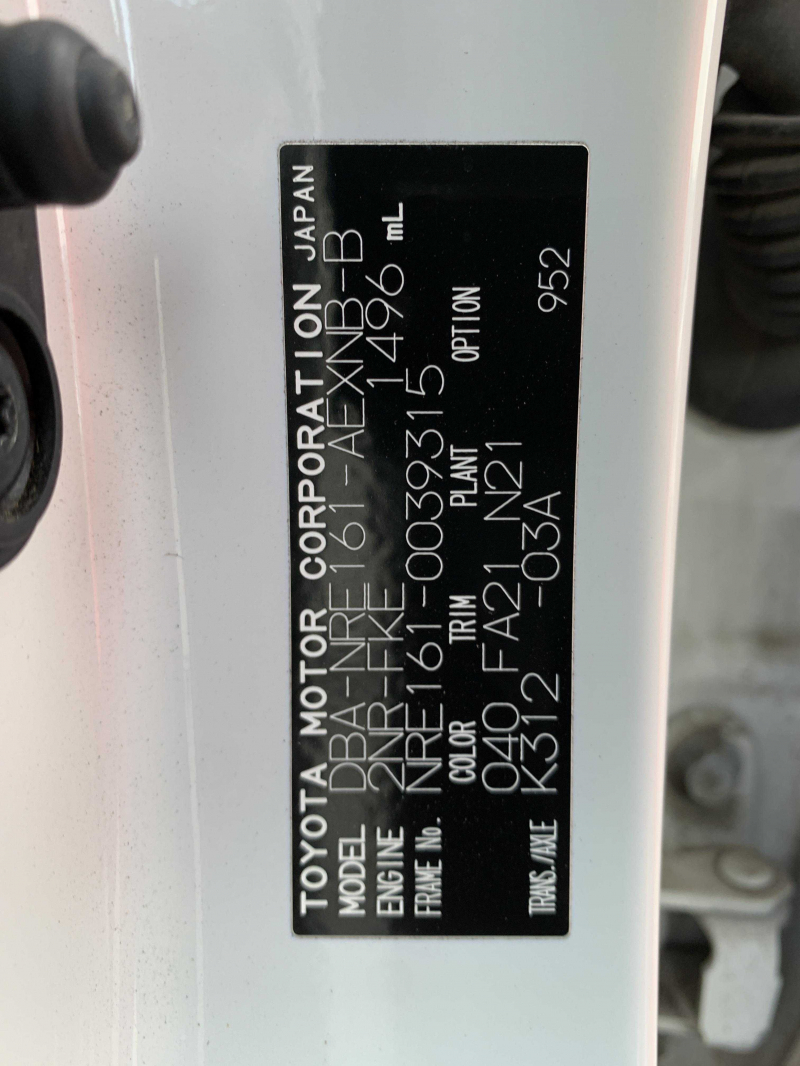 TOYOTA MOTOR CORPORATION JAPAN
MODEL DBA-NRE161-AEXNB-B
ENGINE 2NR-FKE 1496 mL
FRAME No. NRE161-0039315
COLOR TRIM PLANT OPTION
040 FA21 N21
TRANS./AXLE K312 -03A 952